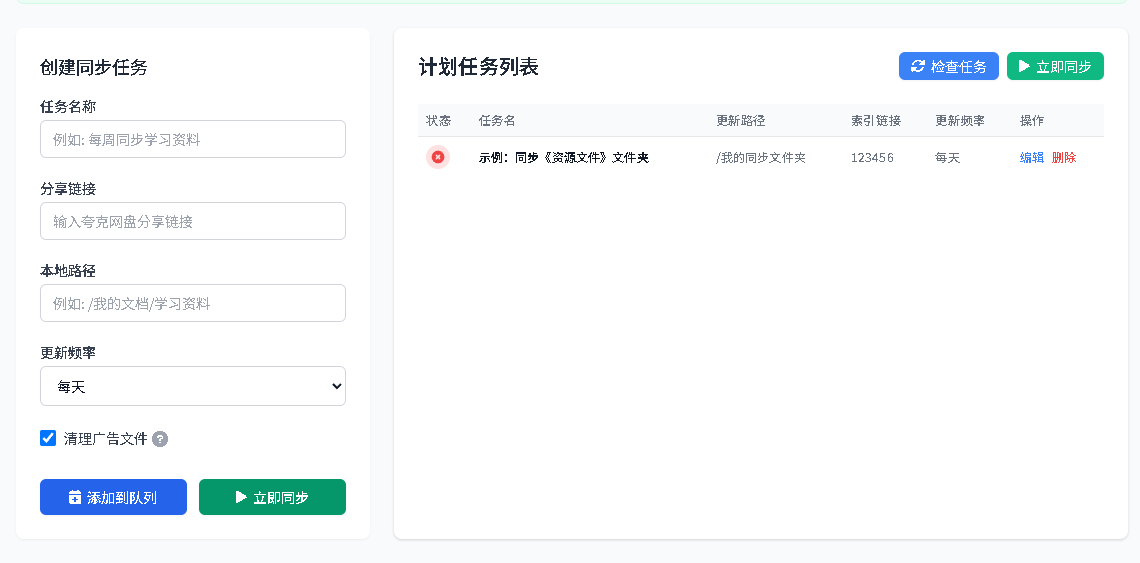 创建同步任务
任务名称
例如: 每周同步学习资料
分享链接
输入夸克网盘分享链接
本地路径
例如: /我的文档/学习资料
更新频率
每天
清理广告文件 ?
添加到队列 立即同步
计划任务列表 检查任务 立即同步
状态 任务名 更新路径 索引链接 更新频率 操作
示例：同步《资源文件》文件夹 /我的同步文件夹 123456 每天 编辑 删除